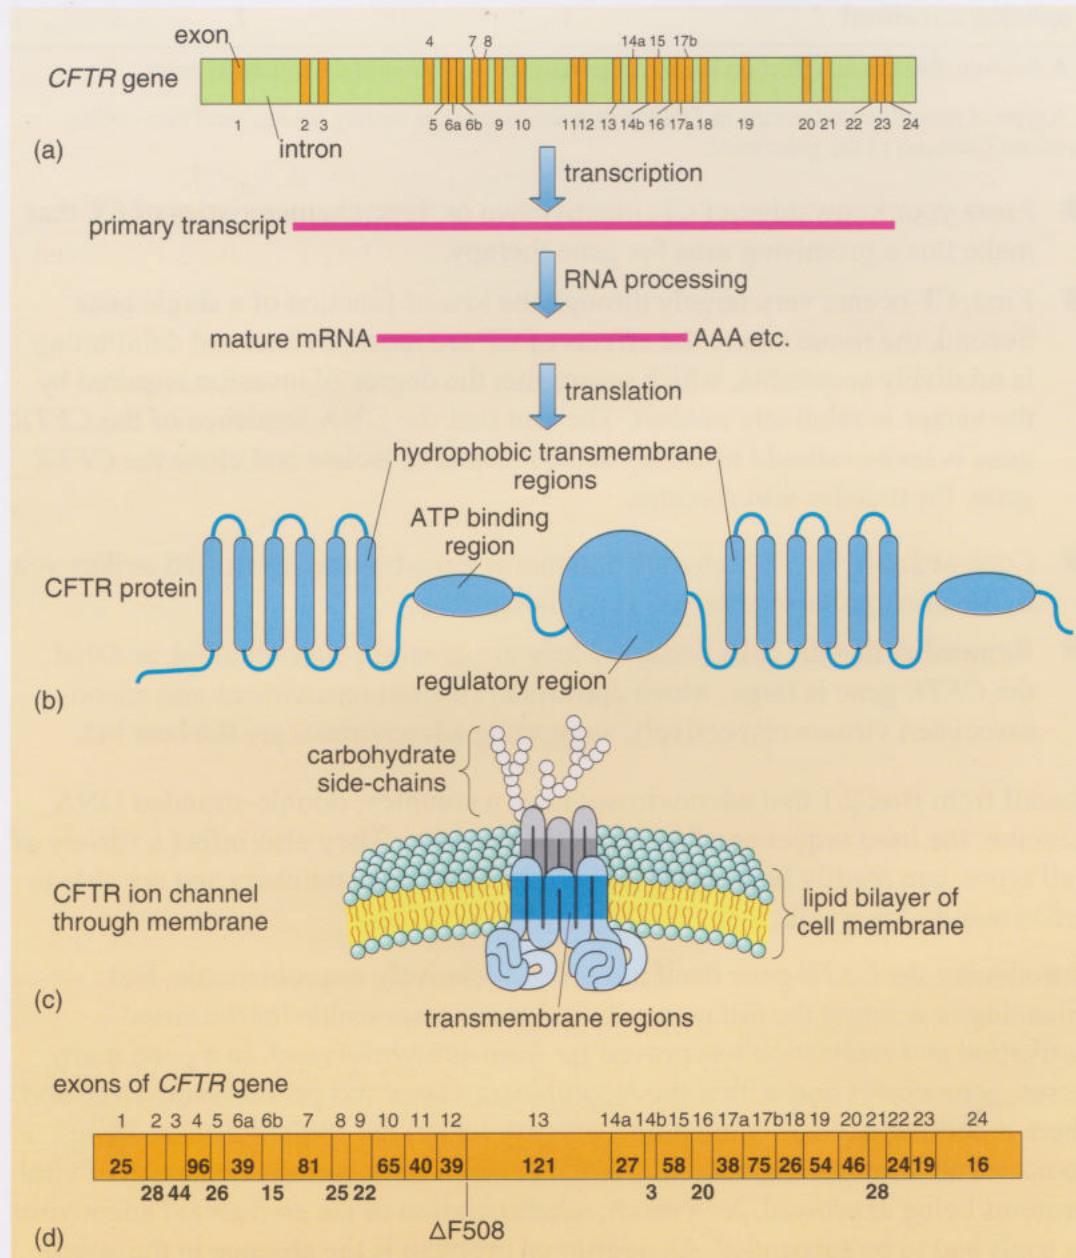 exon
4 7 8 14a 15 17b
CFTR gene
1 2 3 5 6a 6b 9 10 11 12 13 14b 16 17a 18 19 20 21 22 23 24
intron
(a)
transcription
primary transcript
RNA processing
mature mRNA AAA etc.
translation
hydrophobic transmembrane
regions
ATP binding
region
CFTR protein
regulatory region
(b)
carbohydrate
side-chains
CFTR ion channel
through membrane
lipid bilayer of
cell membrane
(c)
transmembrane regions
exons of CFTR gene
1 2 3 4 5 6a 6b 7 8 9 10 11 12 13 14a 14b 15 16 17a 17b 18 19 20 21 22 23 24
25 96 39 81 65 40 39 121 27 58 38 75 26 54 46 24 19 16
28 44 26 15 25 22 3 20 28
ΔF508
(d)